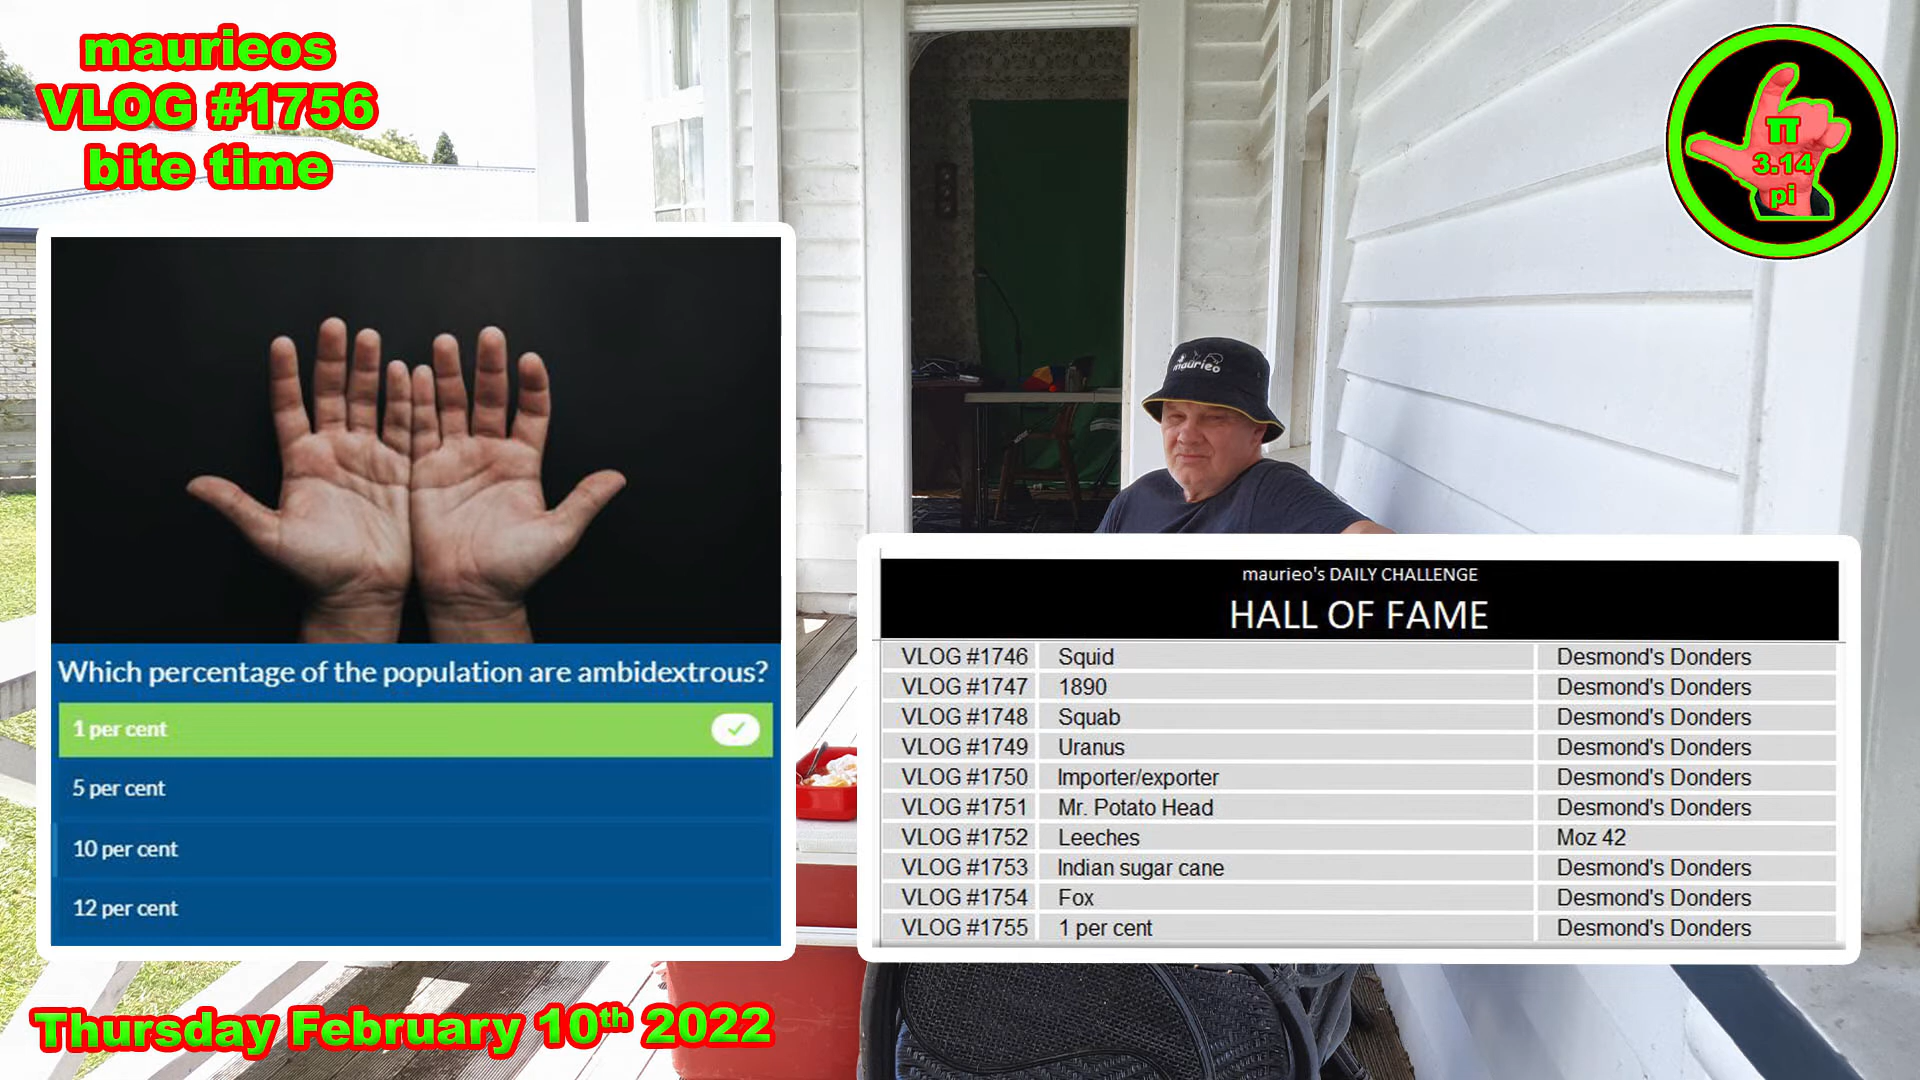 maurieos
VLOG #1756
bite time
π
3.14
pi
maurieo
Which percentage of the population are ambidextrous?
1 per cent
5 per cent
10 per cent
12 per cent
maurieo's DAILY CHALLENGE
HALL OF FAME
VLOG #1746 Squid Desmond's Donders
VLOG #1747 1890 Desmond's Donders
VLOG #1748 Squab Desmond's Donders
VLOG #1749 Uranus Desmond's Donders
VLOG #1750 Importer/exporter Desmond's Donders
VLOG #1751 Mr. Potato Head Desmond's Donders
VLOG #1752 Leeches Moz 42
VLOG #1753 Indian sugar cane Desmond's Donders
VLOG #1754 Fox Desmond's Donders
VLOG #1755 1 per cent Desmond's Donders
Thursday February 10th 2022